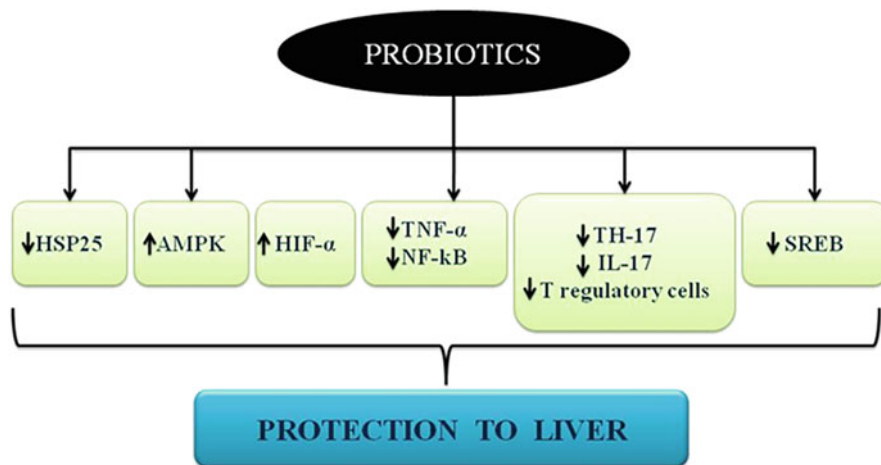 PROBIOTICS
↓HSP25
↑AMPK
↑ HIF-α
↓TNF-α
↓NF-kB
↓ TH-17
↓ IL-17
↓T regulatory cells
↓ SREB
PROTECTION TO LIVER